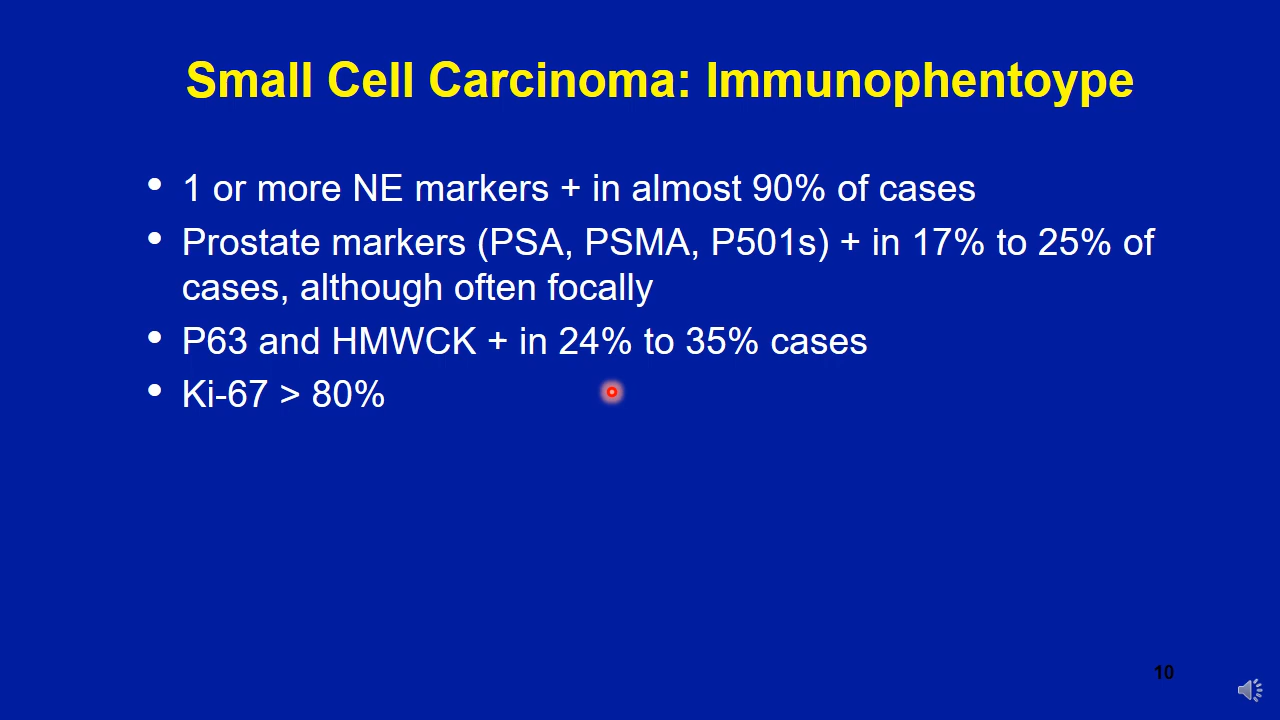 Small Cell Carcinoma: Immunophentoype
• 1 or more NE markers + in almost 90% of cases
• Prostate markers (PSA, PSMA, P501s) + in 17% to 25% of
cases, although often focally
• P63 and HMWCK + in 24% to 35% cases
• Ki-67 > 80%
10